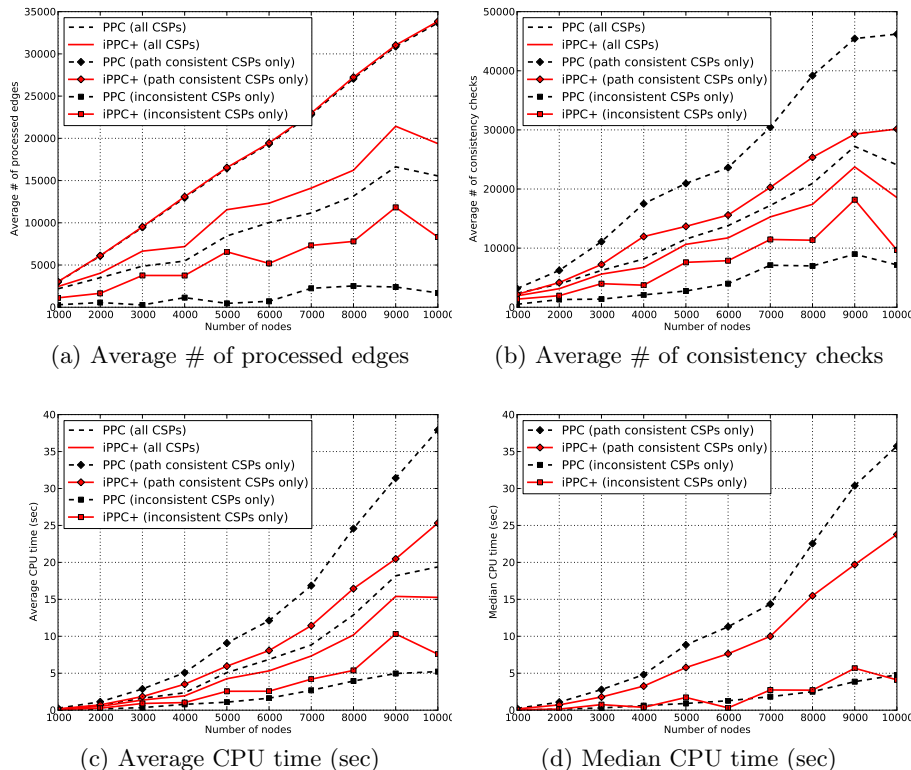 35000
30000
25000
20000
15000
10000
5000
0
Average # of processed edges
PPC (all CSPs)
iPPC+ (all CSPs)
PPC (path consistent CSPs only)
iPPC+ (path consistent CSPs only)
PPC (inconsistent CSPs only)
iPPC+ (inconsistent CSPs only)
1000 2000 3000 4000 5000 6000 7000 8000 9000 10000
Number of nodes
(a) Average # of processed edges
50000
40000
30000
20000
10000
0
Average # of consistency checks
PPC (all CSPs)
iPPC+ (all CSPs)
PPC (path consistent CSPs only)
iPPC+ (path consistent CSPs only)
PPC (inconsistent CSPs only)
iPPC+ (inconsistent CSPs only)
1000 2000 3000 4000 5000 6000 7000 8000 9000 10000
Number of nodes
(b) Average # of consistency checks
40
35
30
25
20
15
10
5
0
Average CPU time (sec)
PPC (all CSPs)
iPPC+ (all CSPs)
PPC (path consistent CSPs only)
iPPC+ (path consistent CSPs only)
PPC (inconsistent CSPs only)
iPPC+ (inconsistent CSPs only)
1000 2000 3000 4000 5000 6000 7000 8000 9000 10000
Number of nodes
(c) Average CPU time (sec)
40
35
30
25
20
15
10
5
0
Median CPU time (sec)
PPC (path consistent CSPs only)
iPPC+ (path consistent CSPs only)
PPC (inconsistent CSPs only)
iPPC+ (inconsistent CSPs only)
1000 2000 3000 4000 5000 6000 7000 8000 9000 10000
Number of nodes
(d) Median CPU time (sec)